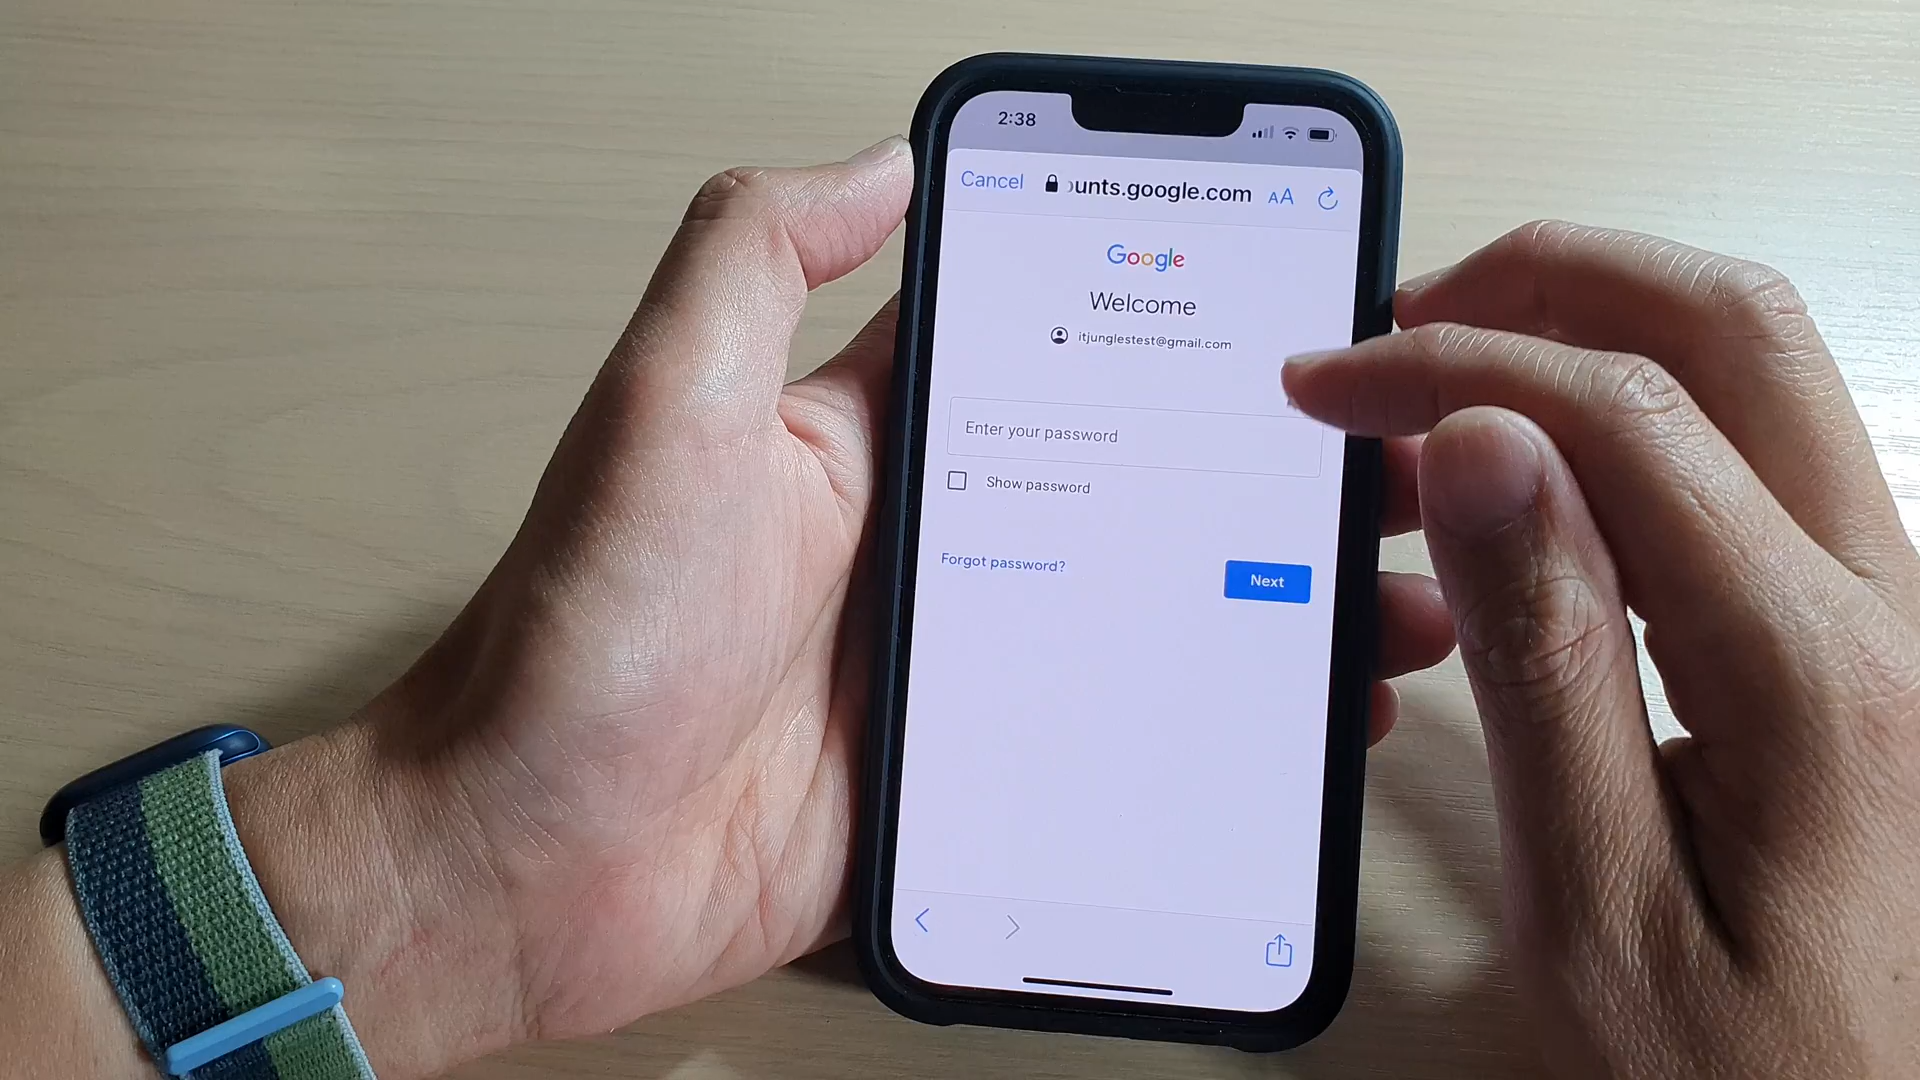 2:38
Cancel unts.google.com AA
Google
Welcome
itjunglestest@gmail.com
Enter your password
Show password
Forgot password? Next